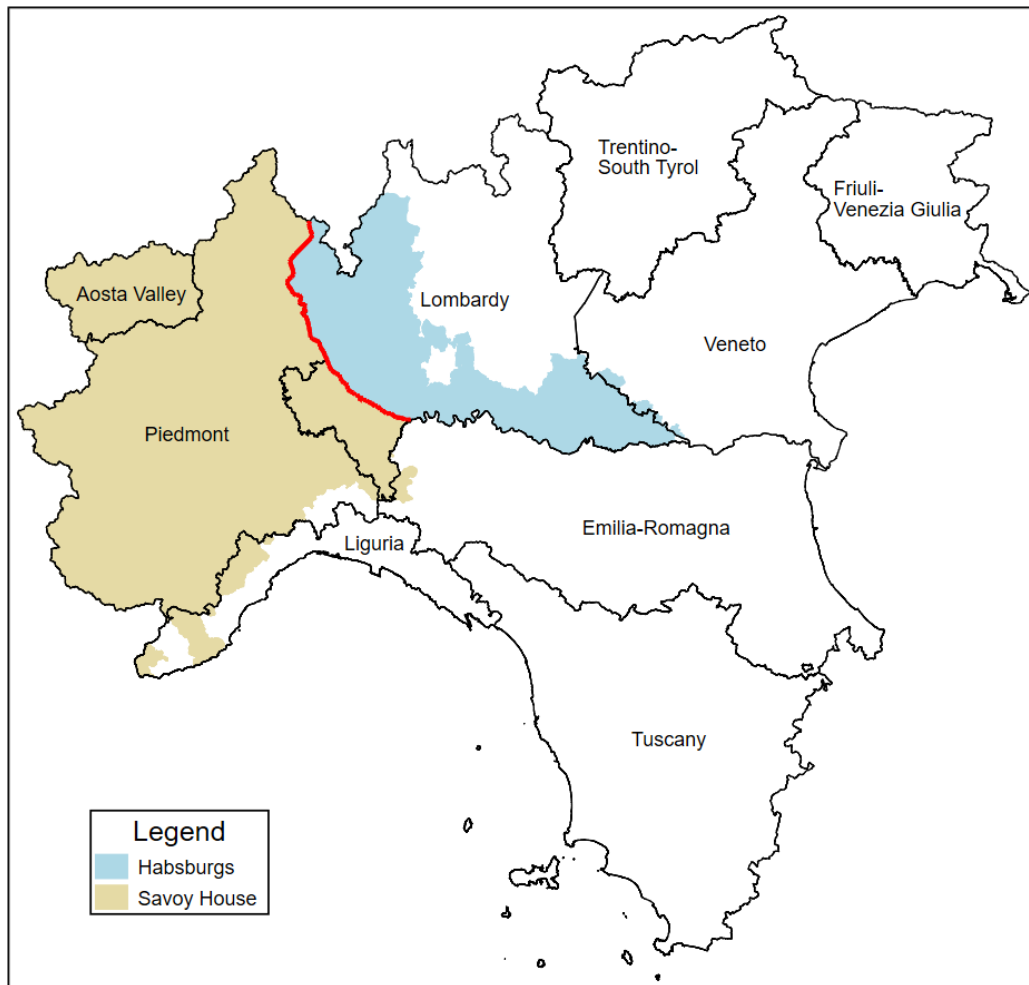 Trentino-
South Tyrol
Friuli-
Venezia Giulia
Aosta Valley
Lombardy
Veneto
Piedmont
Emilia-Romagna
Liguria
Tuscany
Legend
Habsburgs
Savoy House